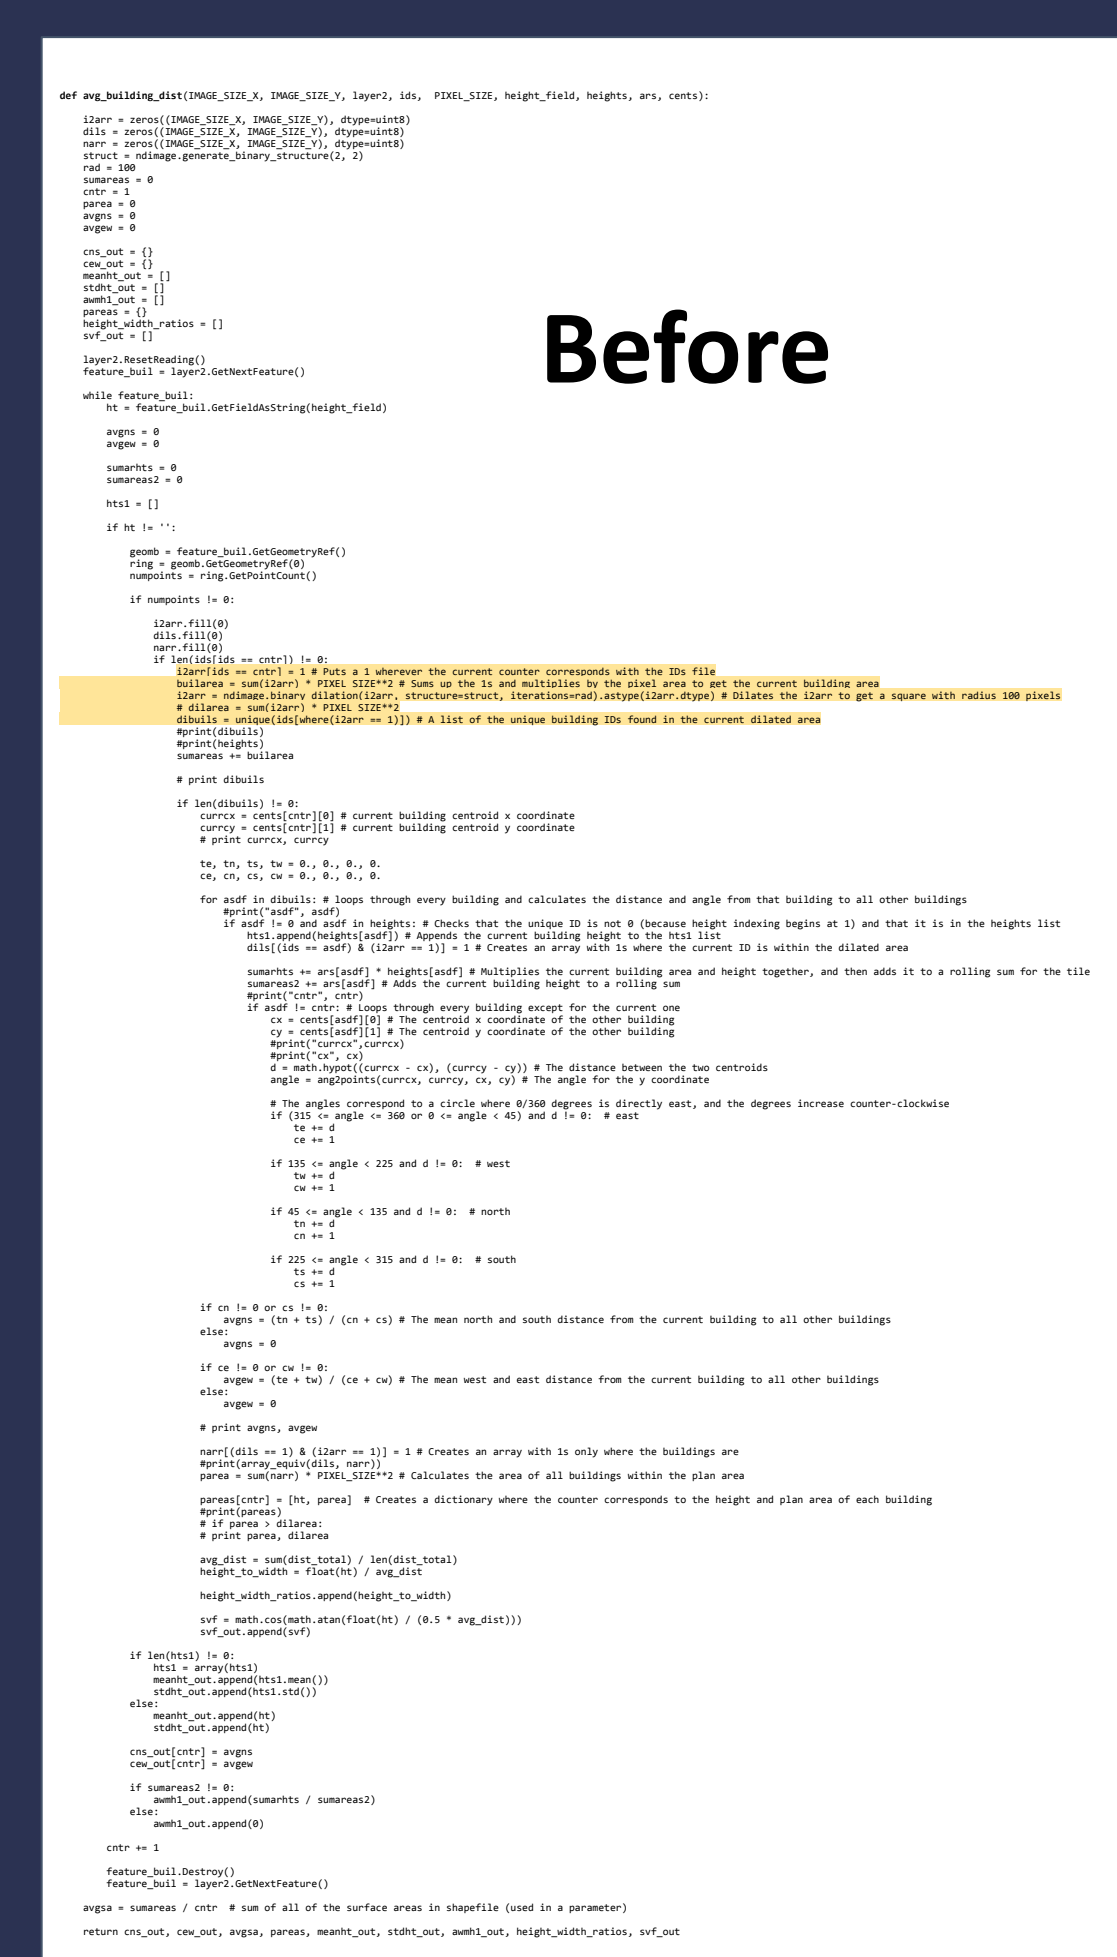 def avg_building_dist(IMAGE_SIZE_X, IMAGE_SIZE_Y, layer2, ids,  PIXEL_SIZE, height_field, heights, ars, cents):
i2arr = zeros((IMAGE_SIZE_X, IMAGE_SIZE_Y), dtype=uint8)
dils = zeros((IMAGE_SIZE_X, IMAGE_SIZE_Y), dtype=uint8)
narr = zeros((IMAGE_SIZE_X, IMAGE_SIZE_Y), dtype=uint8)
struct = ndimage.generate_binary_structure(2, 2)
rad = 100
sumareas = 0
cntr = 1
parea = 0
avgns = 0
avgew = 0
cns_out = {}
cew_out = {}
meanht_out = []
stdht_out = []
awmh1_out = []
pareas = {}
height_width_ratios = []
svf_out = []
Before
layer2.ResetReading()
feature_buil = layer2.GetNextFeature()
while feature_buil:
ht = feature_buil.GetFieldAsString(height_field)
avgns = 0
avgew = 0
sumarhts = 0
sumareas2 = 0
hts1 = []
if ht != '':
geomb = feature_buil.GetGeometryRef()
ring = geomb.GetGeometryRef(0)
numpoints = ring.GetPointCount()
if numpoints != 0:
i2arr.fill(0)
dils.fill(0)
narr.fill(0)
if len(ids[ids == cntr]) != 0:
i2arr[ids == cntr] = 1 # Puts a 1 wherever the current counter corresponds with the IDs file
builarea = sum(i2arr) * PIXEL_SIZE**2 # Sums up the 1s and multiplies by the pixel area to get the current building area
i2arr = ndimage.binary_dilation(i2arr, structure=struct, iterations=rad).astype(i2arr.dtype) # Dilates the i2arr to get a square with radius 100 pixels
# dilarea = sum(i2arr) * PIXEL_SIZE**2
dibuils = unique(ids[where(i2arr == 1)]) # A list of the unique building IDs found in the current dilated area
#print(dibuils)
#print(heights)
sumareas += builarea
# print dibuils
if len(dibuils) != 0:
currcx = cents[cntr][0] # current building centroid x coordinate
currcy = cents[cntr][1] # current building centroid y coordinate
# print currcx, currcy
te, tn, ts, tw = 0., 0., 0., 0.
ce, cn, cs, cw = 0., 0., 0., 0.
for asdf in dibuils: # loops through every building and calculates the distance and angle from that building to all other buildings
#print("asdf", asdf)
if asdf != 0 and asdf in heights: # Checks that the unique ID is not 0 (because height indexing begins at 1) and that it is in the heights list
hts1.append(heights[asdf]) # Appends the current building height to the hts1 list
dils[(ids == asdf) & (i2arr == 1)] = 1 # Creates an array with 1s where the current ID is within the dilated area
sumarhts += ars[asdf] * heights[asdf] # Multiplies the current building area and height together, and then adds it to a rolling sum for the tile
sumareas2 += ars[asdf] # Adds the current building height to a rolling sum
#print("cntr", cntr)
if asdf != cntr: # Loops through every building except for the current one
cx = cents[asdf][0] # The centroid x coordinate of the other building
cy = cents[asdf][1] # The centroid y coordinate of the other building
#print("currcx",currcx)
#print("cx", cx)
d = math.hypot((currcx - cx), (currcy - cy)) # The distance between the two centroids
angle = ang2points(currcx, currcy, cx, cy) # The angle for the y coordinate
# The angles correspond to a circle where 0/360 degrees is directly east, and the degrees increase counter-clockwise
if (315 <= angle <= 360 or 0 <= angle < 45) and d != 0:  # east
te += d
ce += 1
if 135 <= angle < 225 and d != 0:  # west
tw += d
cw += 1
if 45 <= angle < 135 and d != 0:  # north
tn += d
cn += 1
if 225 <= angle < 315 and d != 0:  # south
ts += d
cs += 1
if cn != 0 or cs != 0:
avgns = (tn + ts) / (cn + cs) # The mean north and south distance from the current building to all other buildings
else:
avgns = 0
if ce != 0 or cw != 0:
avgew = (te + tw) / (ce + cw) # The mean west and east distance from the current building to all other buildings
else:
avgew = 0
# print avgns, avgew
narr[(dils == 1) & (i2arr == 1)] = 1 # Creates an array with 1s only where the buildings are
#print(array_equiv(dils, narr))
parea = sum(narr) * PIXEL_SIZE**2 # Calculates the area of all buildings within the plan area
pareas[cntr] = [ht, parea]  # Creates a dictionary where the counter corresponds to the height and plan area of each building
#print(pareas)
# if parea > dilarea:
# print parea, dilarea
avg_dist = sum(dist_total) / len(dist_total)
height_to_width = float(ht) / avg_dist
height_width_ratios.append(height_to_width)
svf = math.cos(math.atan(float(ht) / (0.5 * avg_dist)))
svf_out.append(svf)
if len(hts1) != 0:
hts1 = array(hts1)
meanht_out.append(hts1.mean())
stdht_out.append(hts1.std())
else:
meanht_out.append(ht)
stdht_out.append(ht)
cns_out[cntr] = avgns
cew_out[cntr] = avgew
if sumareas2 != 0:
awmh1_out.append(sumarhts / sumareas2)
else:
awmh1_out.append(0)
cntr += 1
feature_buil.Destroy()
feature_buil = layer2.GetNextFeature()
avgsa = sumareas / cntr  # sum of all of the surface areas in shapefile (used in a parameter)
return cns_out, cew_out, avgsa, pareas, meanht_out, stdht_out, awmh1_out, height_width_ratios, svf_out